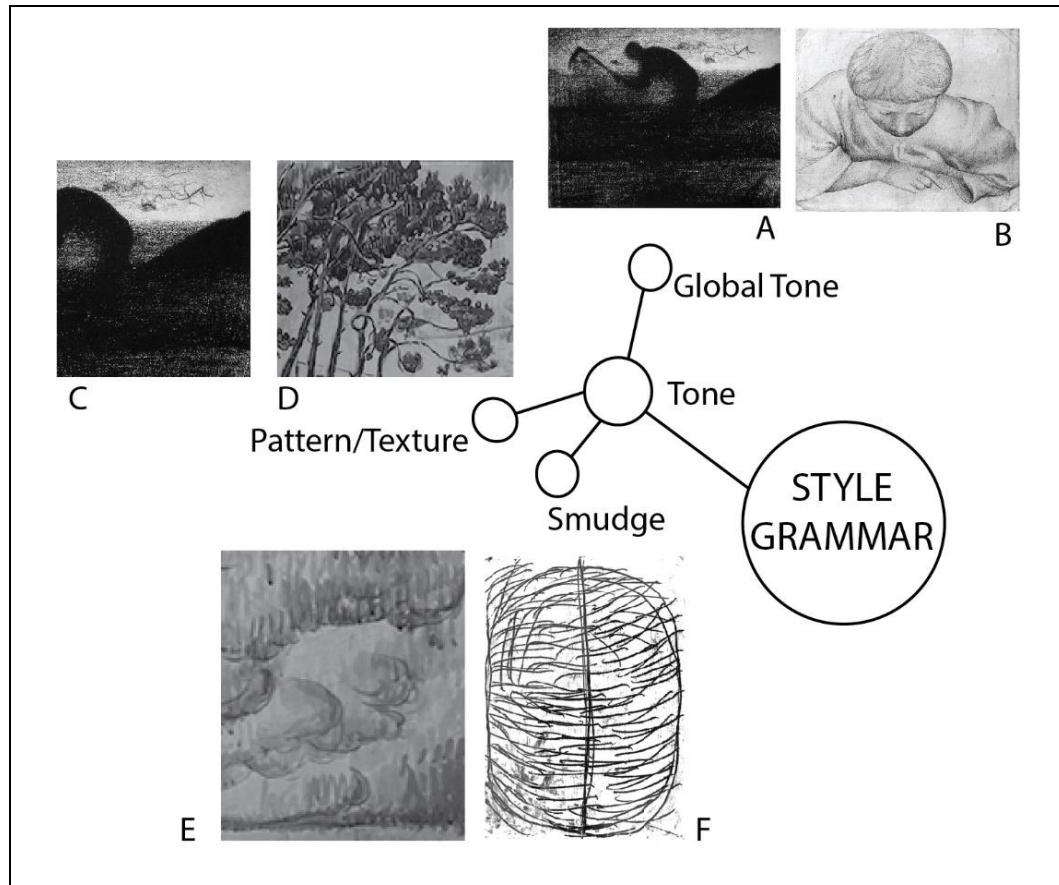 A
B
Global Tone
C
D
Tone
Pattern/Texture
STYLE
GRAMMAR
Smudge
E
F